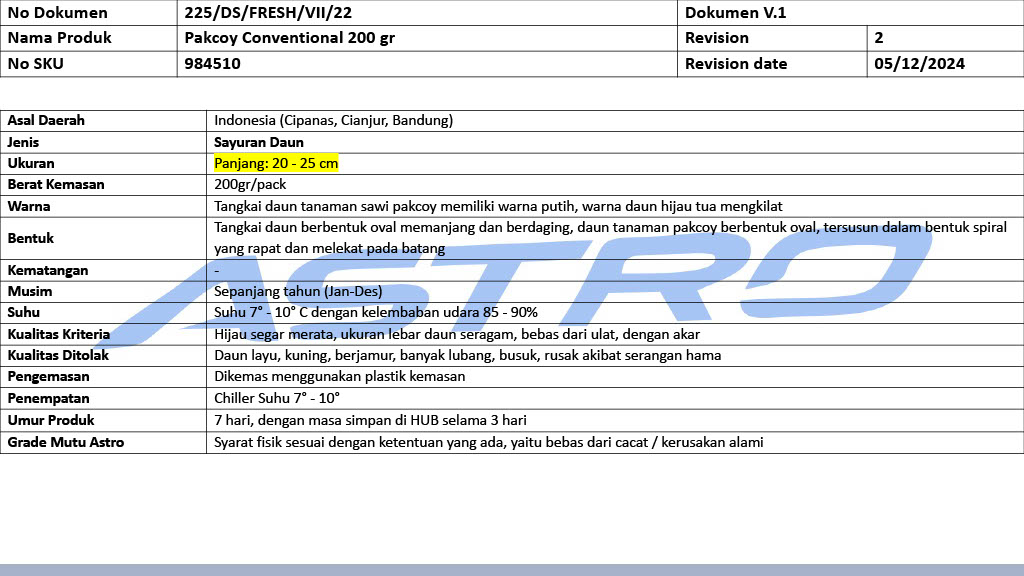 No Dokumen 225/DS/FRESH/VII/22 Dokumen V.1
Nama Produk Pakcoy Conventional 200 gr Revision 2
No SKU 984510 Revision date 05/12/2024
Asal Daerah Indonesia (Cipanas, Cianjur, Bandung)
Jenis Sayuran Daun
Ukuran Panjang: 20 - 25 cm
Berat Kemasan 200gr/pack
Warna Tangkai daun tanaman sawi pakcoy memiliki warna putih, warna daun hijau tua mengkilat
Bentuk Tangkai daun berbentuk oval memanjang dan berdaging, daun tanaman pakcoy berbentuk oval, tersusun dalam bentuk spiral
yang rapat dan melekat pada batang
Kematangan -
Musim Sepanjang tahun (Jan-Des)
Suhu Suhu 7° - 10° C dengan kelembaban udara 85 - 90%
Kualitas Kriteria Hijau segar merata, ukuran lebar daun seragam, bebas dari ulat, dengan akar
Kualitas Ditolak Daun layu, kuning, berjamur, banyak lubang, busuk, rusak akibat serangan hama
Pengemasan Dikemas menggunakan plastik kemasan
Penempatan Chiller Suhu 7° - 10°
Umur Produk 7 hari, dengan masa simpan di HUB selama 3 hari
Grade Mutu Astro Syarat fisik sesuai dengan ketentuan yang ada, yaitu bebas dari cacat / kerusakan alami
ASTRO